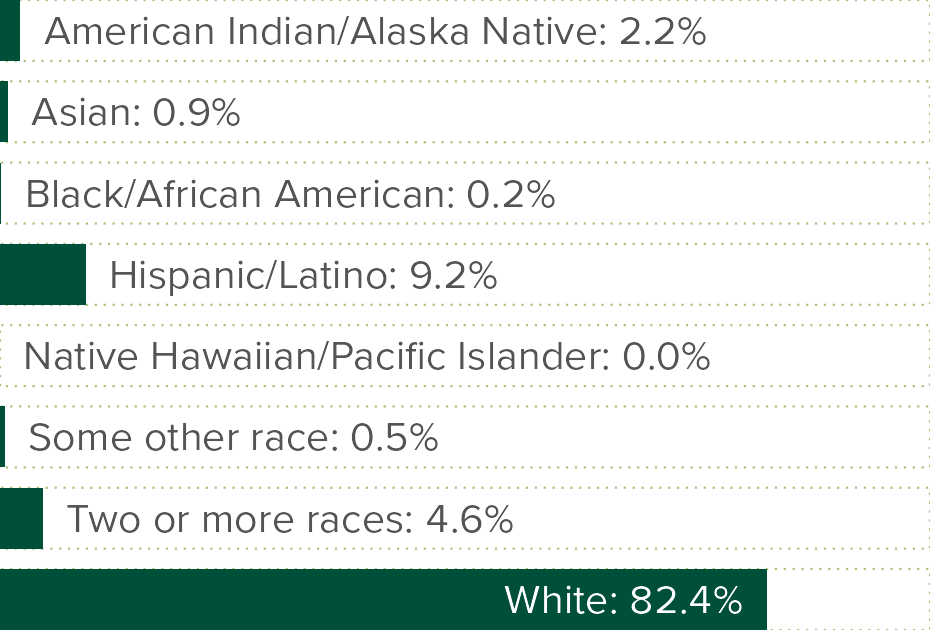 American Indian/Alaska Native: 2.2%
Asian: 0.9%
Black/African American: 0.2%
Hispanic/Latino: 9.2%
Native Hawaiian/Pacific Islander: 0.0%
Some other race: 0.5%
Two or more races: 4.6%
White: 82.4%